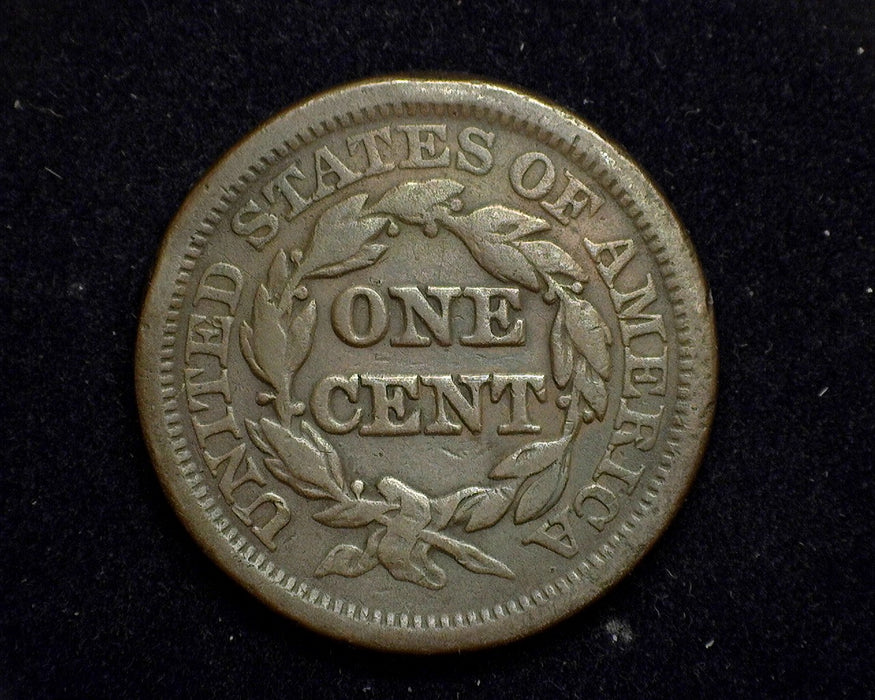 UNITED STATES OF AMERICA
ONE
CENT